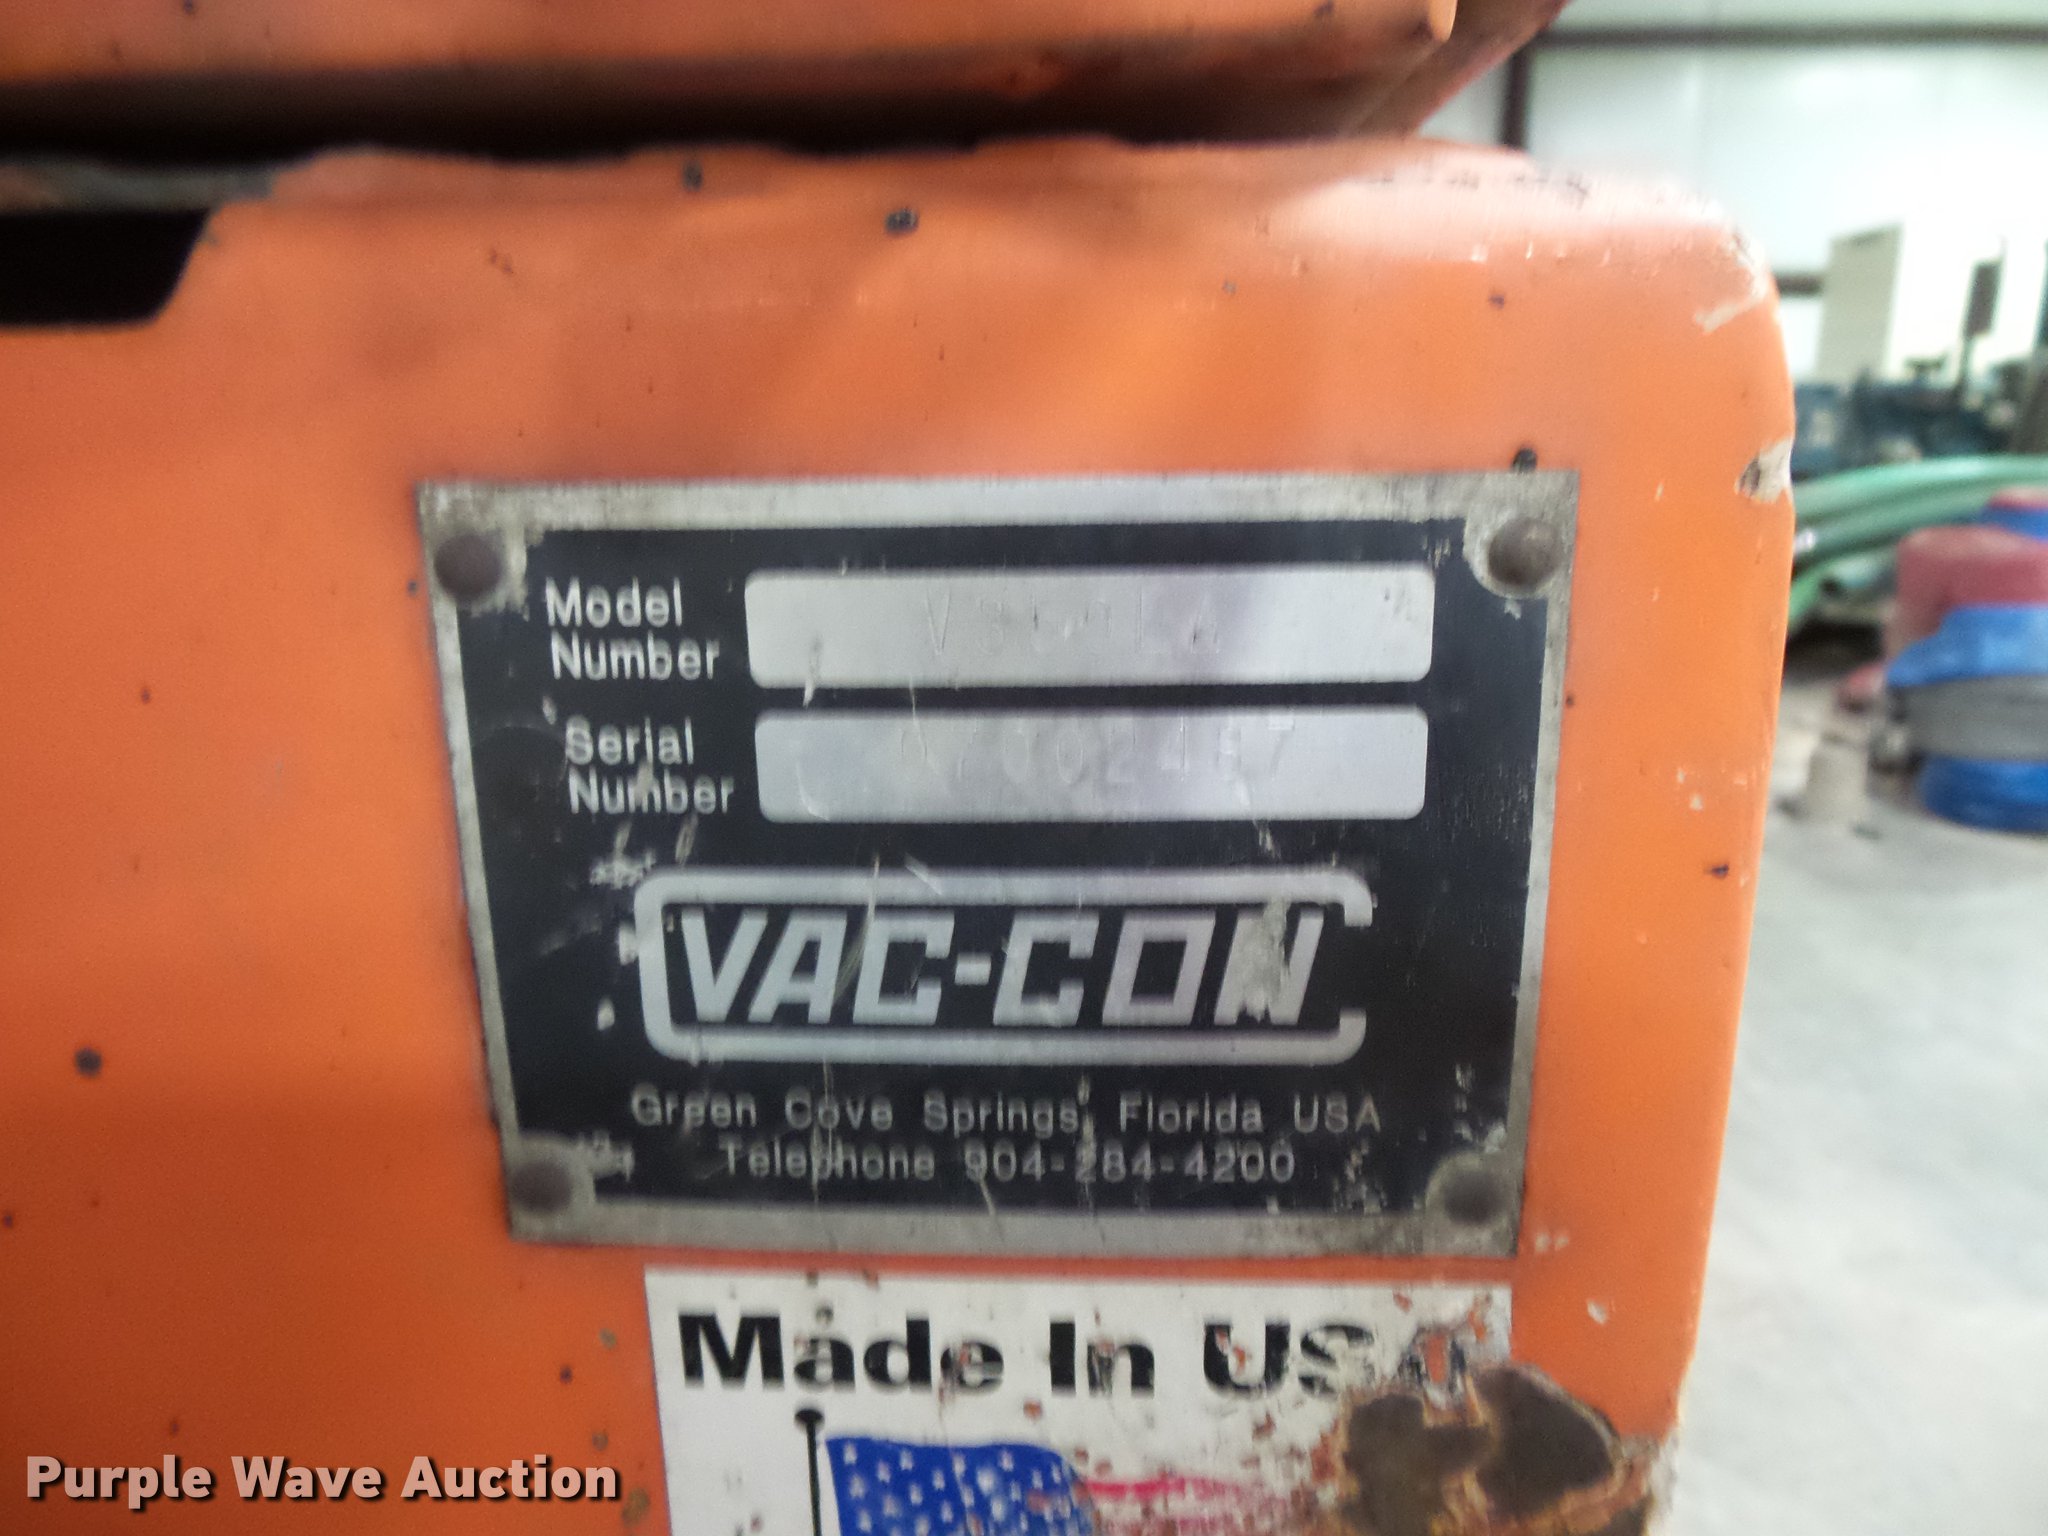 Model
Number
Serial
Number
VAC-CON
Green Cove Springs, Florida USA
Telephone 904-284-4200
Made In US
Purple Wave Auction